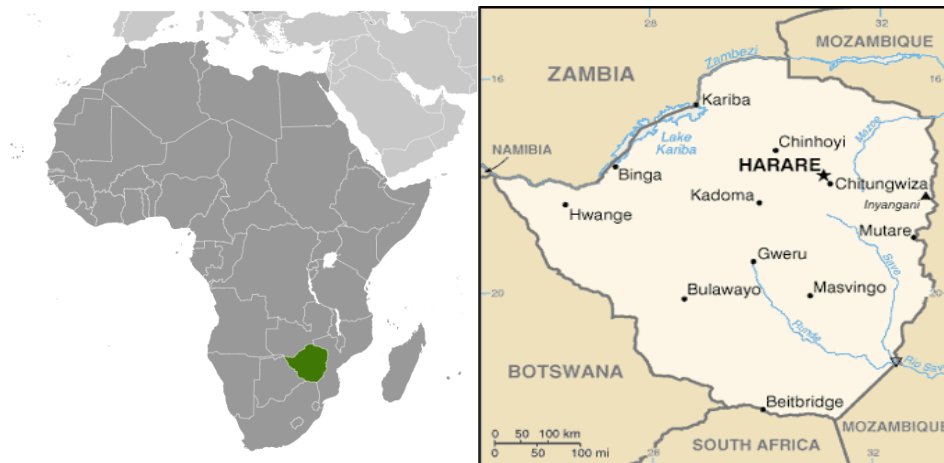 28
32
MOZAMBIQUE
Zambezi
ZAMBIA
16
Kariba
Lake
Kariba
Mazoe
Chinhoyi
NAMIBIA
HARARE
Binga
Chitungwiza
Kadoma
Inyangani
Hwange
Mutare
Gweru
Save
20
Bulawayo
Masvingo
Runde
Rio Save
BOTSWANA
Beitbridge
MOZAMBIQUE
0 50 100 km
0 50 100 mi
SOUTH AFRICA
28
32